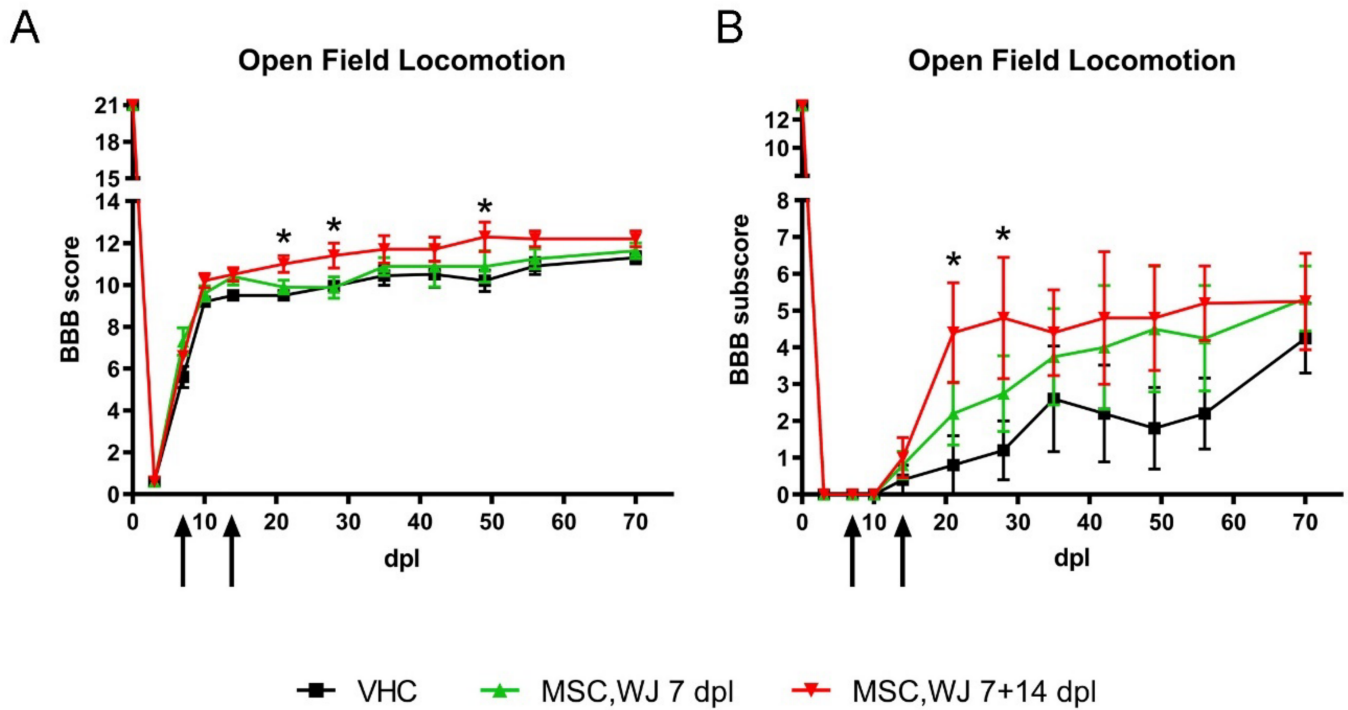 A
B
Open Field Locomotion
Open Field Locomotion
21
18
15
14
12
10
8
6
4
2
0
BBB score
*
*
*
0 10 20 30 40 50 60 70
dpl
12
10
8
7
6
5
4
3
2
1
0
BBB subscore
*
*
0 10 20 30 40 50 60 70
dpl
VHC MSC,WJ 7 dpl MSC,WJ 7+14 dpl